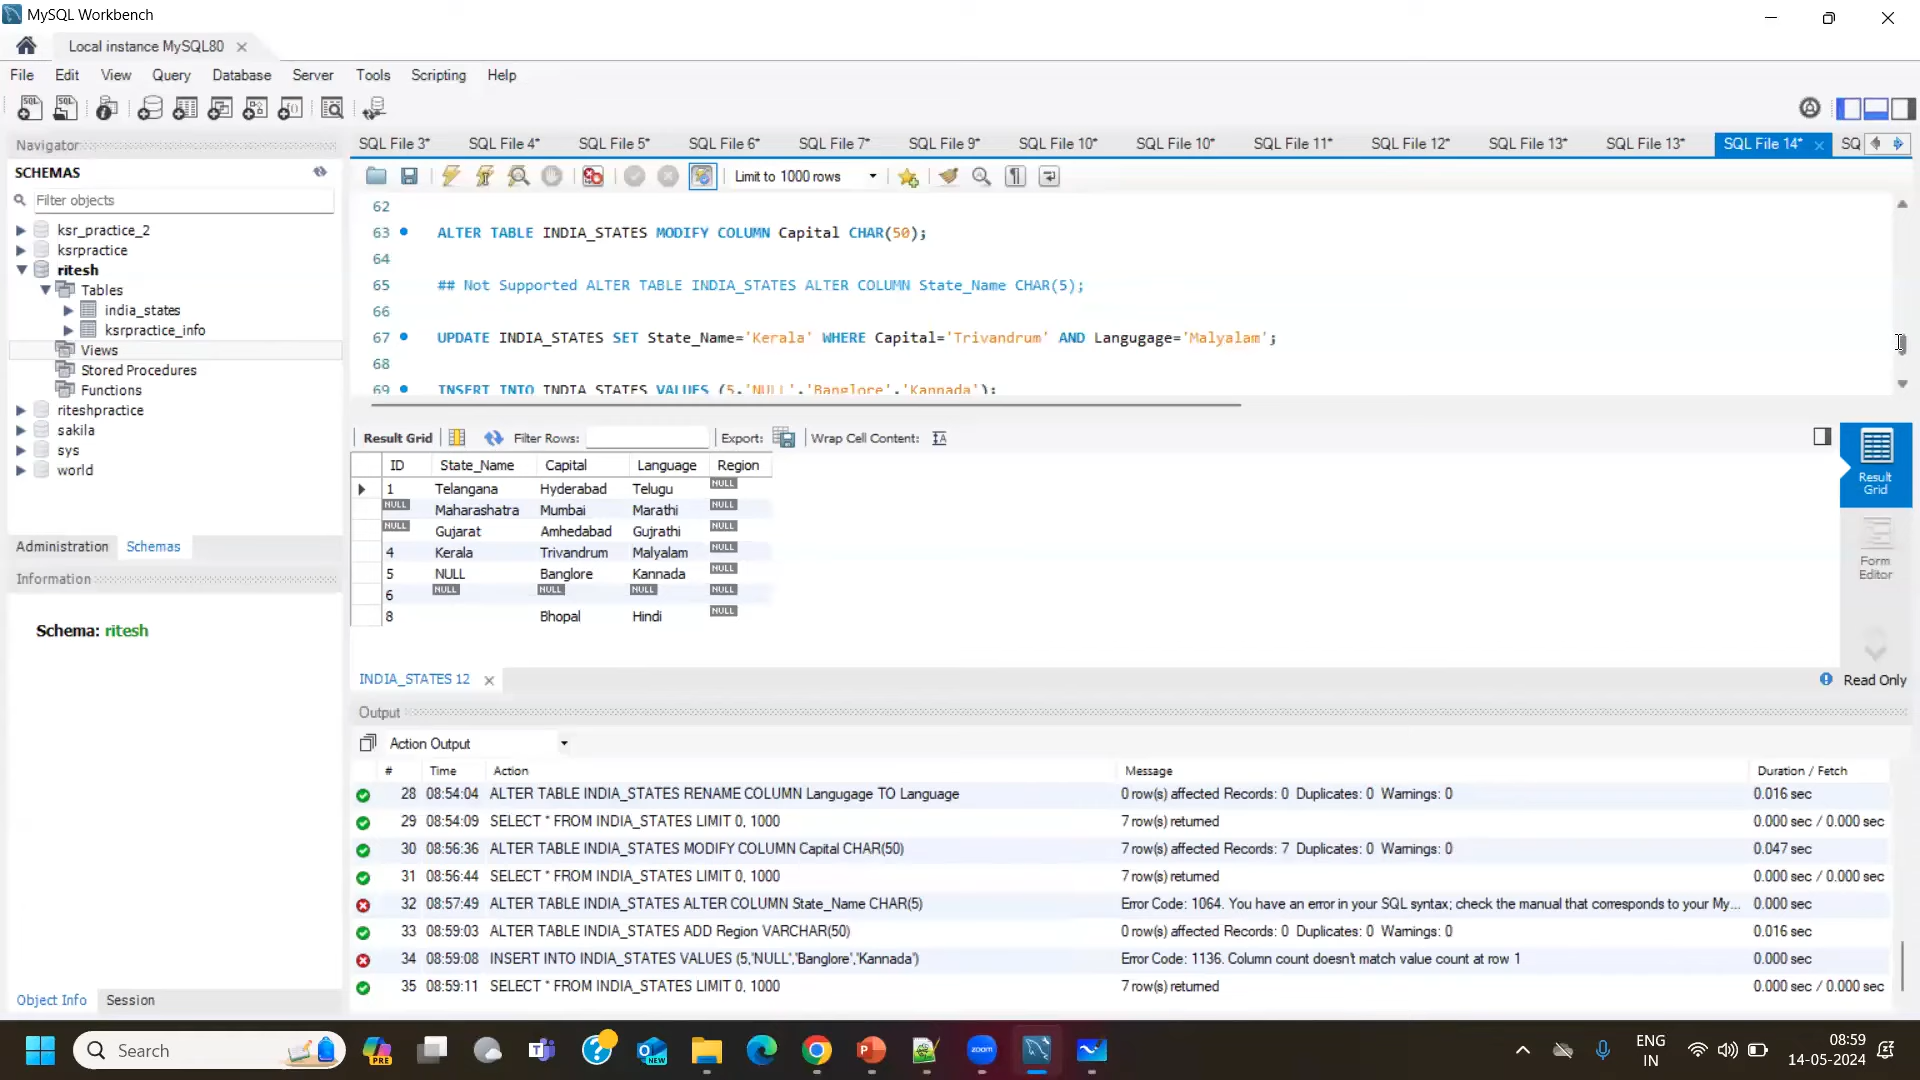 MySQL Workbench
Local instance MySQL80
File Edit View Query Database Server Tools Scripting Help
Navigator
SCHEMAS
Filter objects
ksr_practice_2
ksrpractice
ritesh
Tables
india_states
ksrpractice_info
Views
Stored Procedures
Functions
riteshpractice
sakila
sys
world
Administration Schemas
Information
Schema: ritesh
Object Info Session
SQL File 3* SQL File 4* SQL File 5* SQL File 6* SQL File 7* SQL File 9* SQL File 10* SQL File 10* SQL File 11* SQL File 12* SQL File 13* SQL File 13* SQL File 14* SQ
Limit to 1000 rows
62
63 ALTER TABLE INDIA_STATES MODIFY COLUMN Capital CHAR(50);
64
65 ## Not Supported ALTER TABLE INDIA_STATES ALTER COLUMN State_Name CHAR(5);
66
67 UPDATE INDIA_STATES SET State_Name='Kerala' WHERE Capital='Trivandrum' AND Langugage='Malyalam';
68
69 INSERT INTO INDIA_STATES VALUES (5,'NULL','Banglore','Kannada');
Result Grid Filter Rows: Export: Wrap Cell Content:
ID State_Name Capital Language Region
1 Telangana Hyderabad Telugu NULL
NULL Maharashatra Mumbai Marathi NULL
NULL Gujarat Amhedabad Gujrathi NULL
4 Kerala Trivandrum Malyalam NULL
5 NULL Banglore Kannada NULL
6 NULL NULL NULL NULL
8 Bhopal Hindi NULL
Result Grid
Form Editor
INDIA_STATES 12
Read Only
Output
Action Output
# Time Action Message Duration / Fetch
28 08:54:04 ALTER TABLE INDIA_STATES RENAME COLUMN Langugage TO Language 0 row(s) affected Records: 0 Duplicates: 0 Warnings: 0 0.016 sec
29 08:54:09 SELECT * FROM INDIA_STATES LIMIT 0, 1000 7 row(s) returned 0.000 sec / 0.000 sec
30 08:56:36 ALTER TABLE INDIA_STATES MODIFY COLUMN Capital CHAR(50) 7 row(s) affected Records: 7 Duplicates: 0 Warnings: 0 0.047 sec
31 08:56:44 SELECT * FROM INDIA_STATES LIMIT 0, 1000 7 row(s) returned 0.000 sec / 0.000 sec
32 08:57:49 ALTER TABLE INDIA_STATES ALTER COLUMN State_Name CHAR(5) Error Code: 1064. You have an error in your SQL syntax; check the manual that corresponds to your My... 0.000 sec
33 08:59:03 ALTER TABLE INDIA_STATES ADD Region VARCHAR(50) 0 row(s) affected Records: 0 Duplicates: 0 Warnings: 0 0.016 sec
34 08:59:08 INSERT INTO INDIA_STATES VALUES (5,'NULL','Banglore','Kannada') Error Code: 1136. Column count doesn't match value count at row 1 0.000 sec
35 08:59:11 SELECT * FROM INDIA_STATES LIMIT 0, 1000 7 row(s) returned 0.000 sec / 0.000 sec
Search
PRE
NEW
zoom
ENG
IN
08:59
14-05-2024